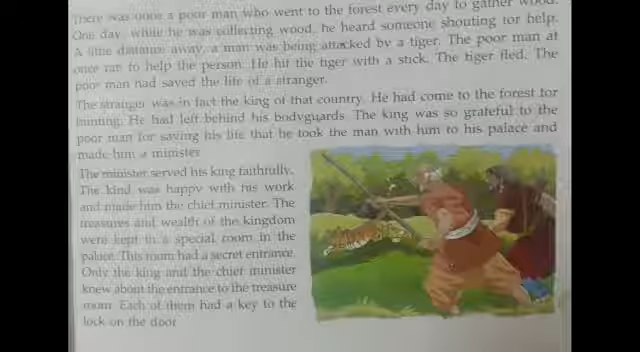 There was once a poor man who went to the forest every day to gather wood.
One day, while he was collecting wood, he heard someone shouting for help.
A little distance away, a man was being attacked by a tiger. The poor man at
once ran to help the person. He hit the tiger with a stick. The tiger fled. The
poor man had saved the life of a stranger.
The stranger was in fact the king of that country. He had come to the forest for
hunting. He had left behind his bodyguards. The king was so grateful to the
poor man for saving his life that he took the man with him to his palace and
made him a minister
The minister served his king faithfully.
The kind was happy with his work
and made him the chief minister. The
treasures and wealth of the kingdom
were kept in a special room in the
palace. This room had a secret entrance.
Only the king and the chief minister
knew about the entrance to the treasure
room. Each of them had a key to the
lock on the door